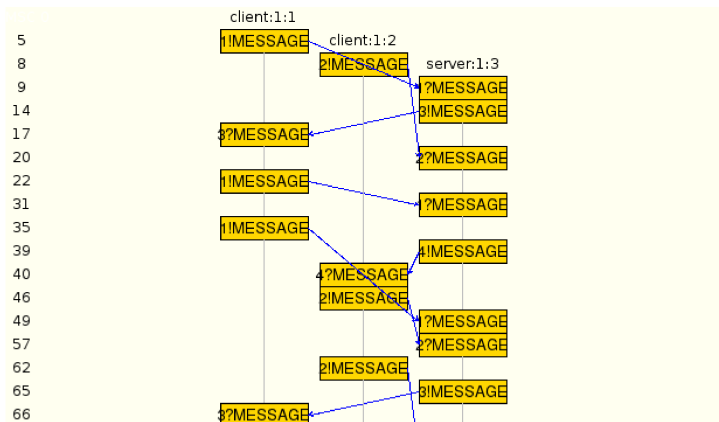 client:1:1
5 1!MESSAGE client:1:2
8 2!MESSAGE server:1:3
9 1?MESSAGE
14 3!MESSAGE
17 3?MESSAGE
20 2?MESSAGE
22 1!MESSAGE
31 1?MESSAGE
35 1!MESSAGE
39 4!MESSAGE
40 4?MESSAGE
46 2!MESSAGE
49 1?MESSAGE
57 2?MESSAGE
62 2!MESSAGE
65 3!MESSAGE
66 3?MESSAGE